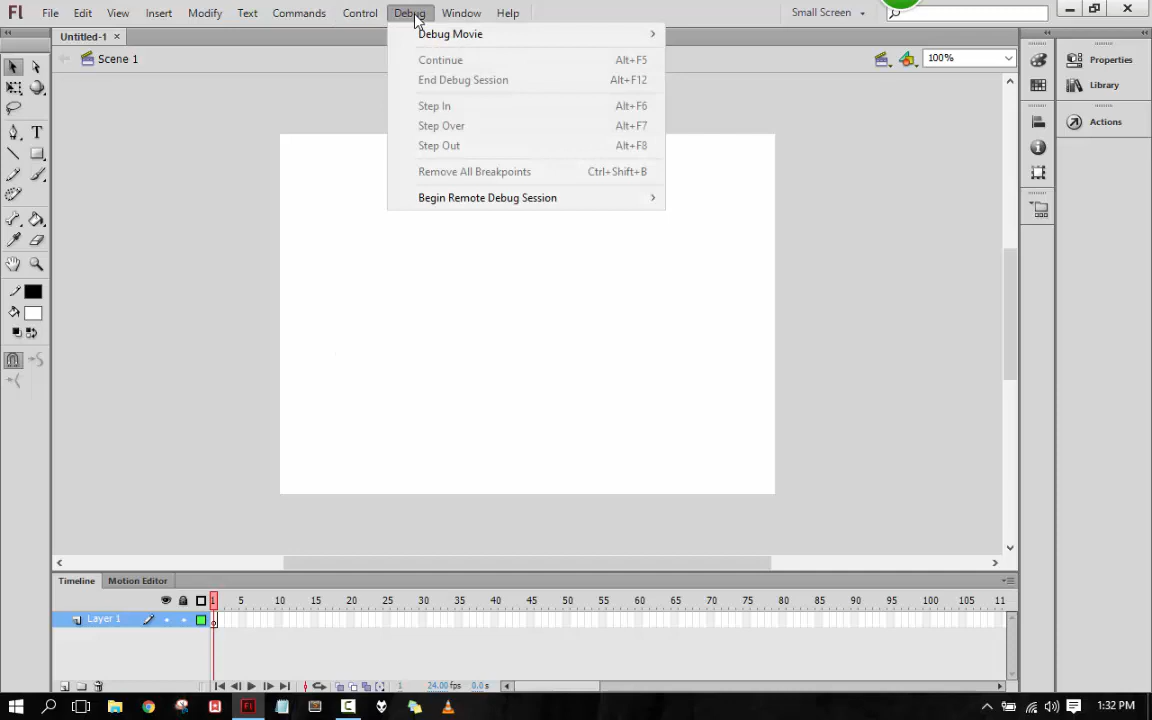 Fl File Edit View Insert Modify Text Commands Control Debug Window Help Small Screen
Untitled-1 ×
Scene 1 100%
Debug Movie
Continue Alt+F5
End Debug Session Alt+F12
Step In Alt+F6
Step Over Alt+F7
Step Out Alt+F8
Remove All Breakpoints Ctrl+Shift+B
Begin Remote Debug Session
Properties
Library
Actions
T
Timeline Motion Editor
1 5 10 15 20 25 30 35 40 45 50 55 60 65 70 75 80 85 90 95 100 105 11
Layer 1
1 24.00 fps 0.0 s
Fl 1:32 PM